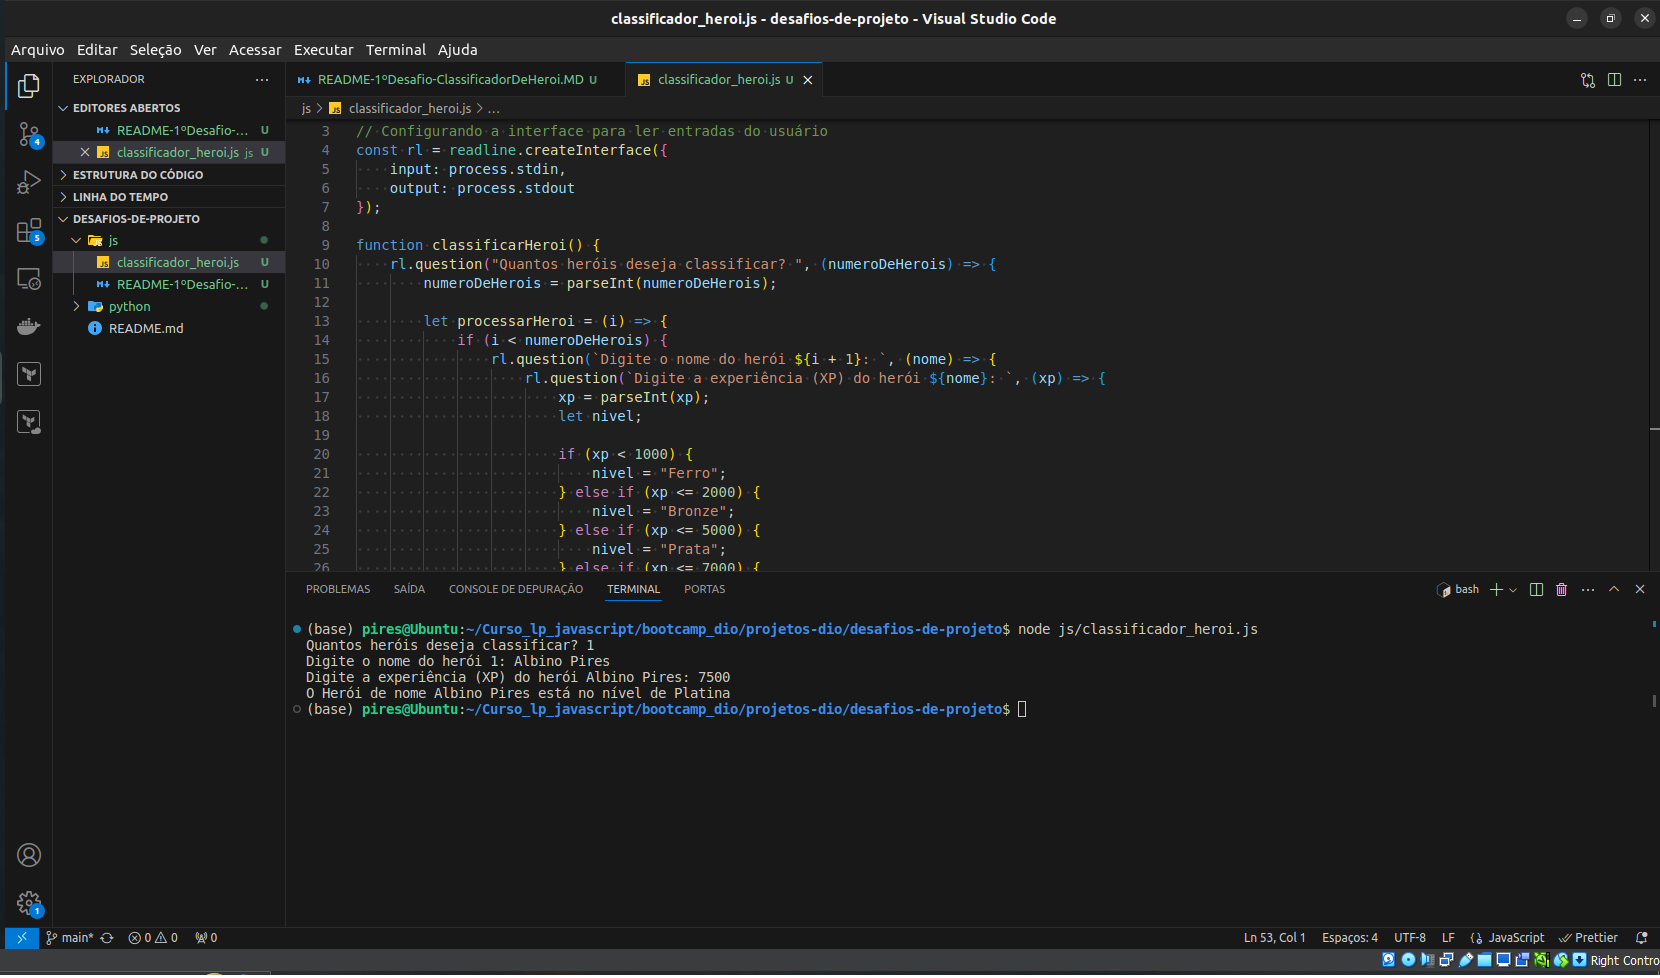 classificador_heroi.js - desafios-de-projeto - Visual Studio Code
Arquivo Editar Seleção Ver Acessar Executar Terminal Ajuda
EXPLORADOR
EDITORES ABERTOS
README-1ºDesafio-... U
classificador_heroi.js js U
ESTRUTURA DO CÓDIGO
LINHA DO TEMPO
DESAFIOS-DE-PROJETO
js
classificador_heroi.js U
README-1ºDesafio-... U
python
README.md
4
5
1
README-1ºDesafio-ClassificadorDeHeroi.MD U
classificador_heroi.js U
js > classificador_heroi.js > ...
3 // Configurando a interface para ler entradas do usuário
4 const rl = readline.createInterface({
5 input: process.stdin,
6 output: process.stdout
7 });
8
9 function classificarHeroi() {
10 rl.question("Quantos heróis deseja classificar? ", (numeroDeHerois) => {
11 numeroDeHerois = parseInt(numeroDeHerois);
12
13 let processarHeroi = (i) => {
14 if (i < numeroDeHerois) {
15 rl.question(`Digite o nome do herói ${i + 1}: `, (nome) => {
16 rl.question(`Digite a experiência (XP) do herói ${nome}: `, (xp) => {
17 xp = parseInt(xp);
18 let nivel;
19
20 if (xp < 1000) {
21 nivel = "Ferro";
22 } else if (xp <= 2000) {
23 nivel = "Bronze";
24 } else if (xp <= 5000) {
25 nivel = "Prata";
26 } else if (xp <= 7000) {
PROBLEMAS SAÍDA CONSOLE DE DEPURAÇÃO TERMINAL PORTAS
bash
(base) pires@Ubuntu:~/Curso_lp_javascript/bootcamp_dio/projetos-dio/desafios-de-projeto$ node js/classificador_heroi.js
Quantos heróis deseja classificar? 1
Digite o nome do herói 1: Albino Pires
Digite a experiência (XP) do herói Albino Pires: 7500
O Herói de nome Albino Pires está no nível de Platina
(base) pires@Ubuntu:~/Curso_lp_javascript/bootcamp_dio/projetos-dio/desafios-de-projeto$
main* 0 0 0
Ln 53, Col 1 Espaços: 4 UTF-8 LF JavaScript Prettier
Right Contro